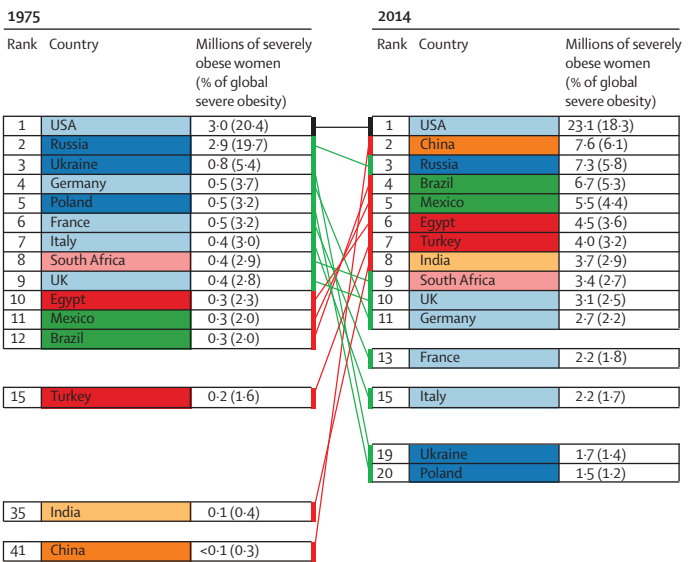 1975
Rank Country Millions of severely
obese women
(% of global
severe obesity)
1 USA 3·0 (20·4)
2 Russia 2·9 (19·7)
3 Ukraine 0·8 (5·4)
4 Germany 0·5 (3·7)
5 Poland 0·5 (3·2)
6 France 0·5 (3·2)
7 Italy 0·4 (3·0)
8 South Africa 0·4 (2·9)
9 UK 0·4 (2·8)
10 Egypt 0·3 (2·3)
11 Mexico 0·3 (2·0)
12 Brazil 0·3 (2·0)
15 Turkey 0·2 (1·6)
35 India 0·1 (0·4)
41 China <0·1 (0·3)
2014
Rank Country Millions of severely
obese women
(% of global
severe obesity)
1 USA 23·1 (18·3)
2 China 7·6 (6·1)
3 Russia 7·3 (5·8)
4 Brazil 6·7 (5·3)
5 Mexico 5·5 (4·4)
6 Egypt 4·5 (3·6)
7 Turkey 4·0 (3·2)
8 India 3·7 (2·9)
9 South Africa 3·4 (2·7)
10 UK 3·1 (2·5)
11 Germany 2·7 (2·2)
13 France 2·2 (1·8)
15 Italy 2·2 (1·7)
19 Ukraine 1·7 (1·4)
20 Poland 1·5 (1·2)